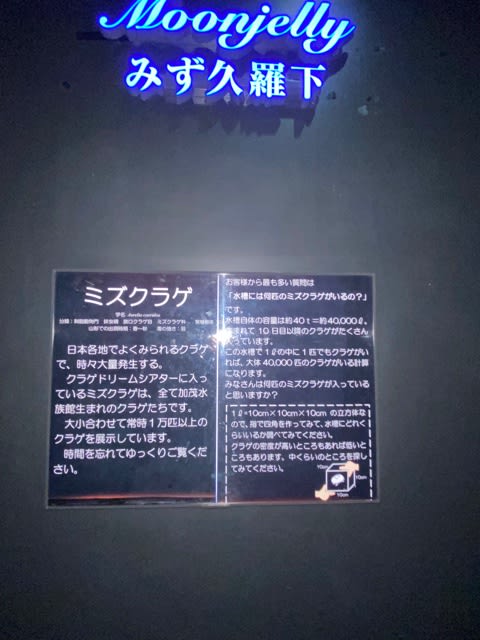 Moonjelly
みず久羅下
ミズクラゲ
学名：Aurelia coerulea
日本各地でよくみられるクラゲ
で、時々大量発生する。
クラゲドリームシアターに入っ
ているミズクラゲは、全て加茂水
族館生まれのクラゲたちです。
大小合わせて常時1万匹以上の
クラゲを展示しています。
時間を忘れてゆっくりご覧くだ
さい。
お客様から最も多い質問は
「水槽には何匹のミズクラゲがいるの？」
です。
水槽自体の容量は約40t＝約40,000ℓ、
まれて10日目以降のクラゲがたくさん
入っています。
この水槽で1ℓの中に1匹でもクラゲがい
れば、大体40,000匹のクラゲがいる計算
になります。
みなさんは何匹のミズクラゲが入っている
と思いますか？
1ℓ=10cm×10cm×10cm の立方体な
ので、指で四角を作ってみて、水槽にどれく
らいいるか調べてみてください。
クラゲの密度が高いところもあれば低いと
ころもあります。中くらいのところを探し
てみてください。
10cm
10cm
10cm